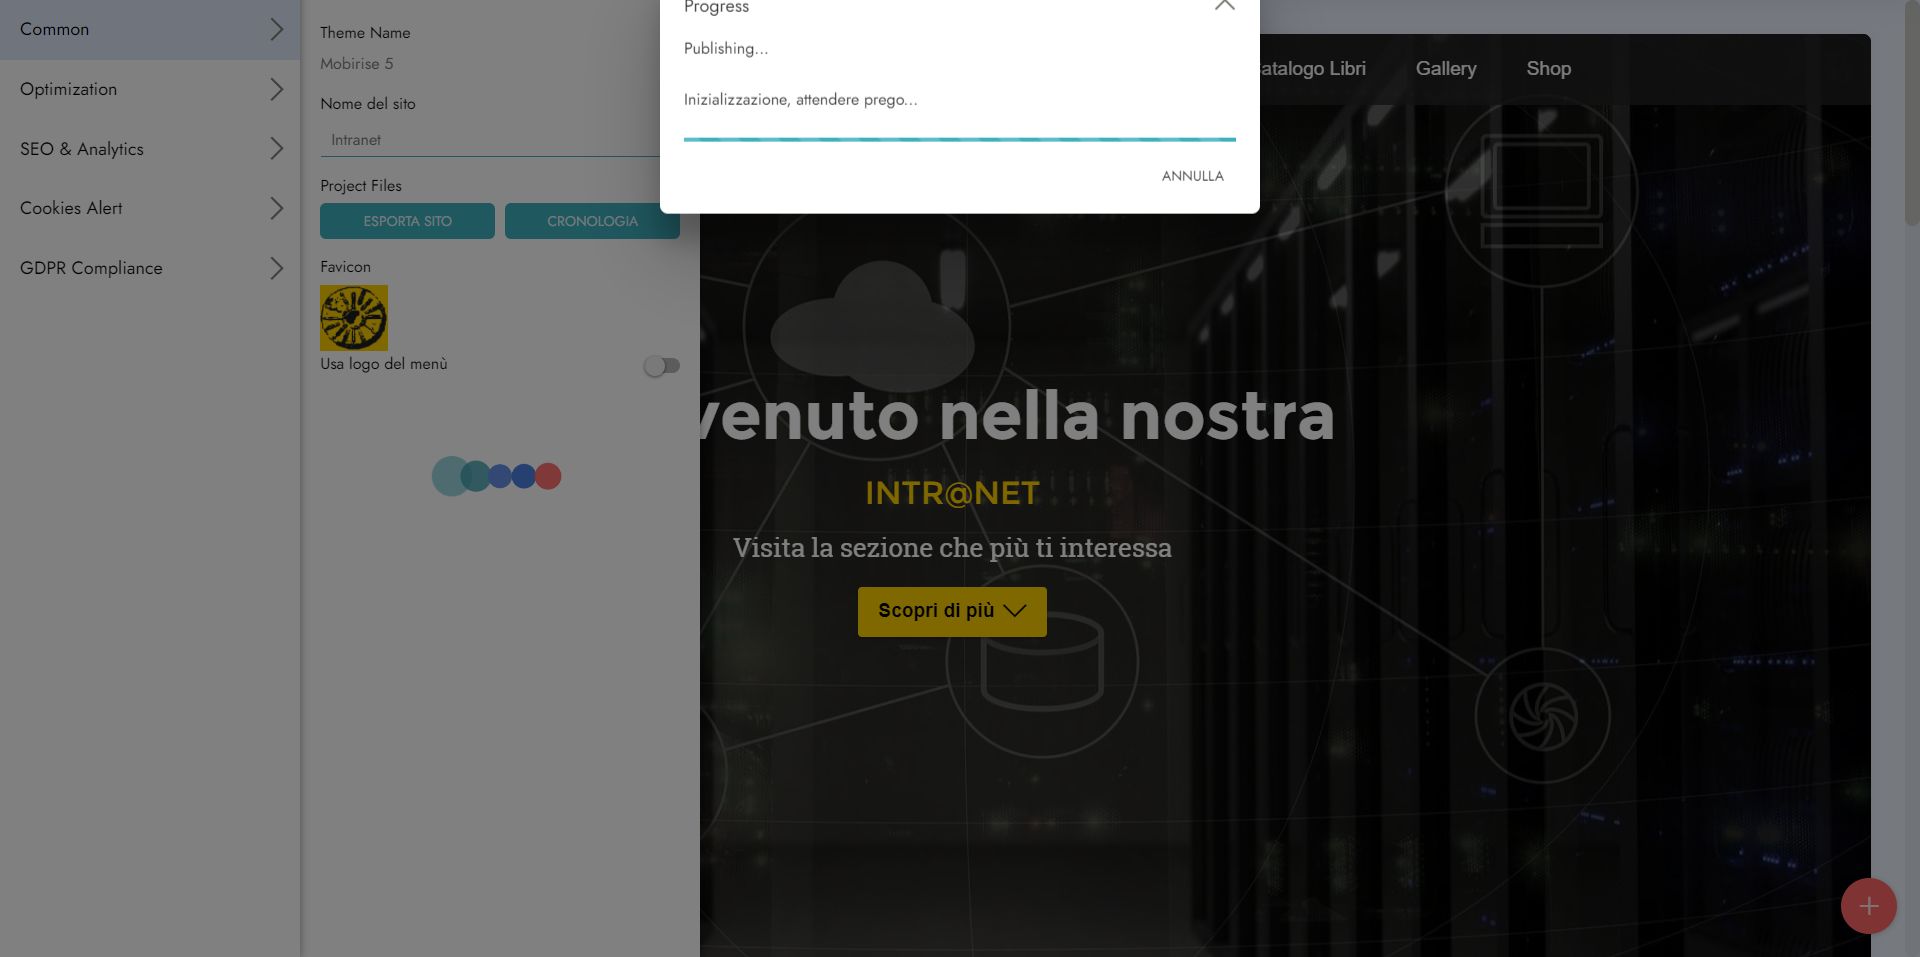 Common
Optimization
SEO & Analytics
Cookies Alert
GDPR Compliance
Theme Name
Mobirise 5
Nome del sito
Intranet
Project Files
ESPORTA SITO
CRONOLOGIA
Favicon
Usa logo del menù
Progress
Publishing...
Inizializzazione, attendere prego...
ANNULLA
atalogo Libri
Gallery
Shop
venuto nella nostra
INTR@NET
Visita la sezione che più ti interessa
Scopri di più